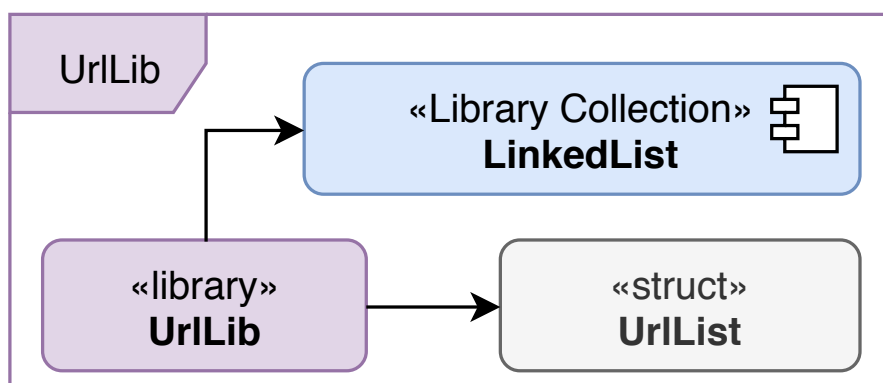 UrlLib
«Library Collection»
LinkedList
«library»
UrlLib
«struct»
UrlList